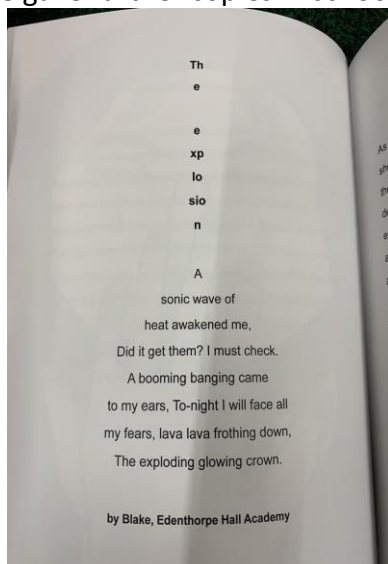 Th
e
e
xp
lo
sio
n
A
sonic wave of
heat awakened me,
Did it get them? I must check.
A booming banging came
to my ears, To-night I will face all
my fears, lava lava frothing down,
The exploding glowing crown.
by Blake, Edenthorpe Hall Academy
As